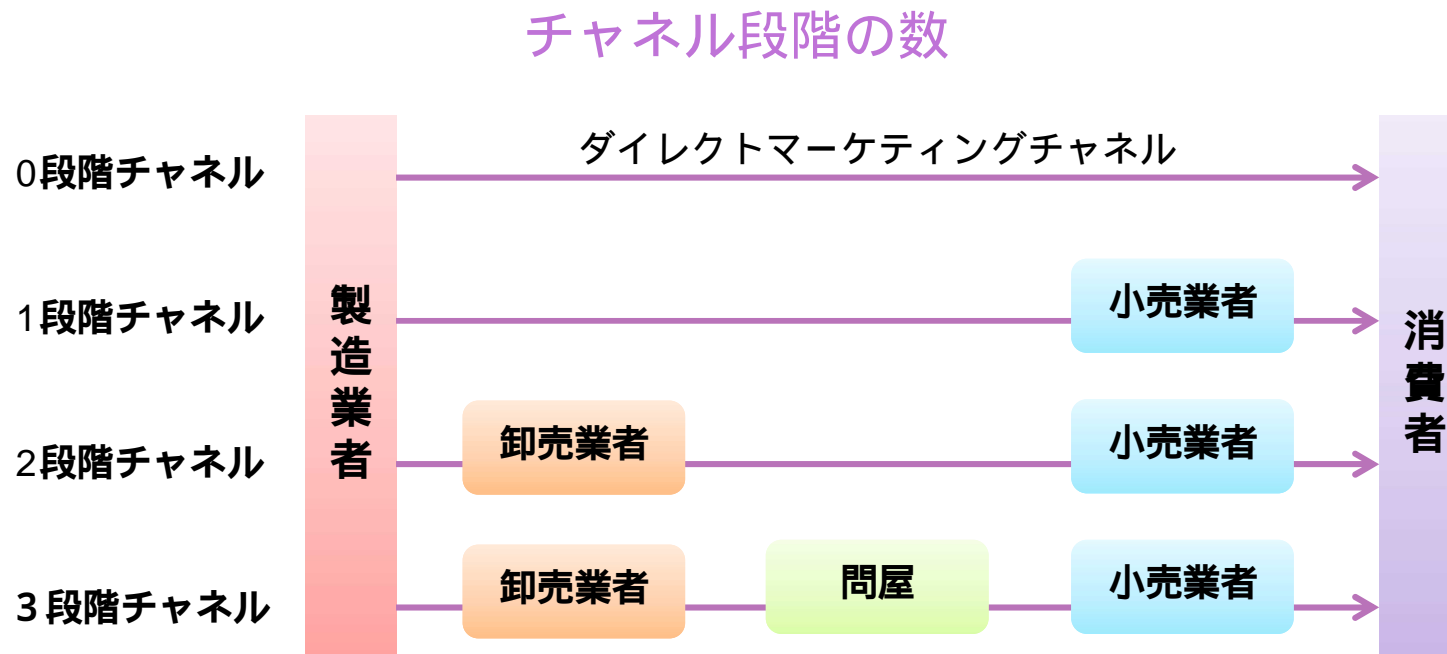 チャネル段階の数
0段階チャネル
ダイレクトマーケティングチャネル
1段階チャネル
小売業者
2段階チャネル
卸売業者
小売業者
3段階チャネル
卸売業者
問屋
小売業者
製造業者
消費者